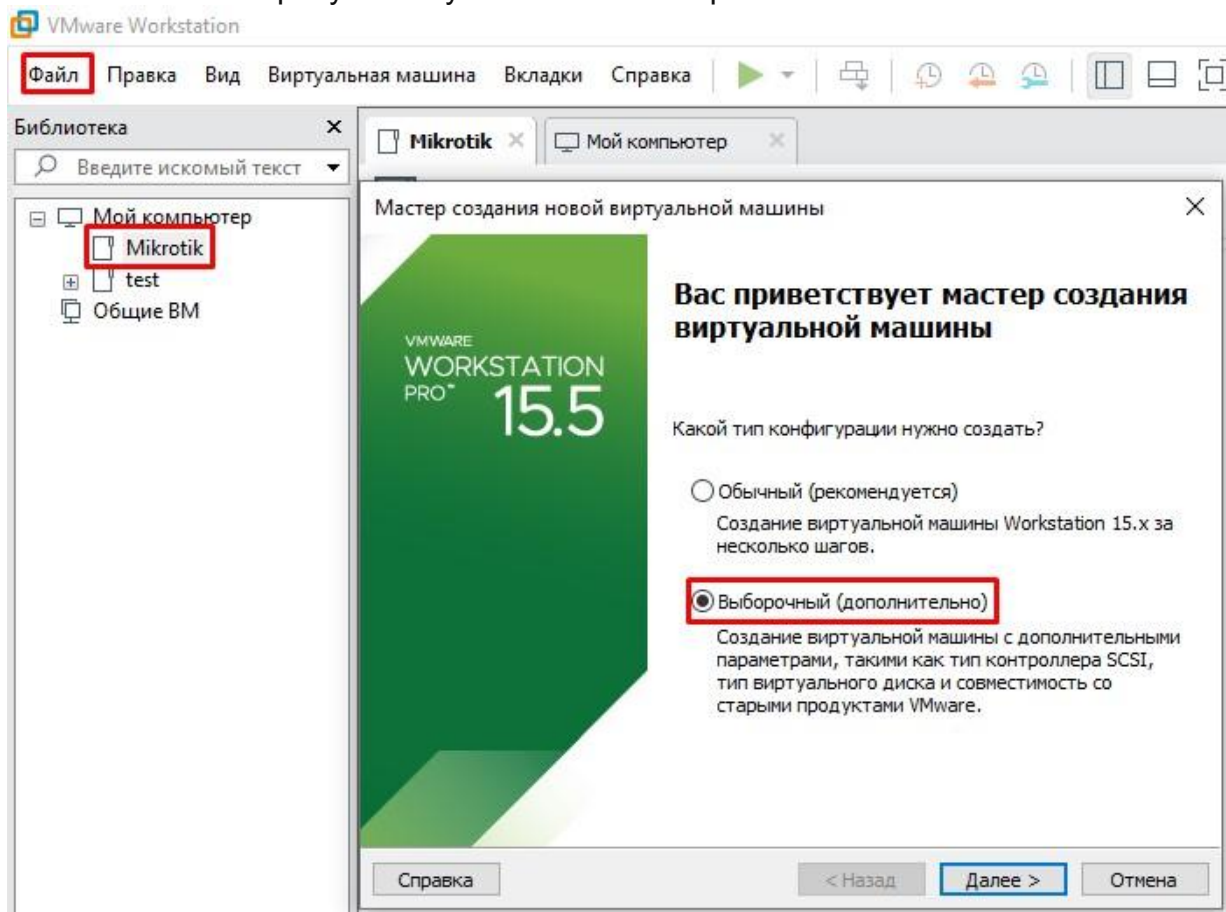 VMware Workstation
Файл Правка Вид Виртуальная машина Вкладки Справка
Библиотека
Введите искомый текст
Мой компьютер
Mikrotik
test
Общие ВМ
Mikrotik Мой компьютер
Мастер создания новой виртуальной машины
VMWARE
WORKSTATION
PRO™ 15.5
Вас приветствует мастер создания
виртуальной машины
Какой тип конфигурации нужно создать?
Обычный (рекомендуется)
Создание виртуальной машины Workstation 15.x за
несколько шагов.
Выборочный (дополнительно)
Создание виртуальной машины с дополнительными
параметрами, такими как тип контроллера SCSI,
тип виртуального диска и совместимость со
старыми продуктами VMware.
Справка < Назад Далее > Отмена